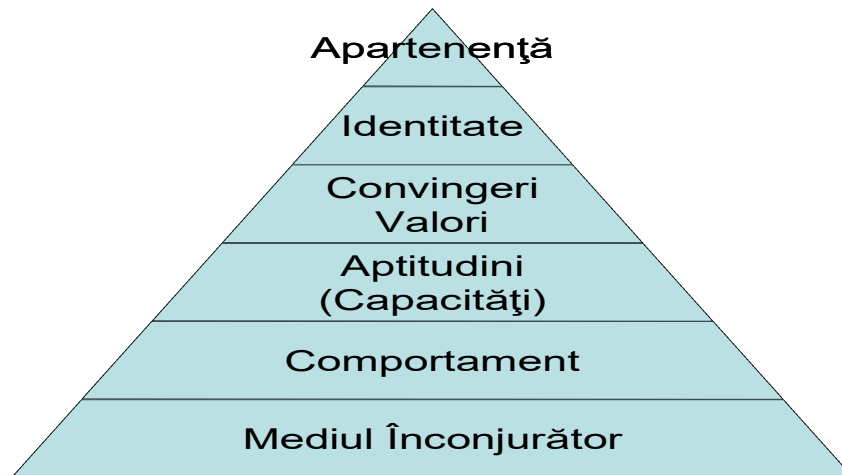 Apartenenţă
Identitate
Convingeri
Valori
Aptitudini
(Capacităţi)
Comportament
Mediul Înconjurător